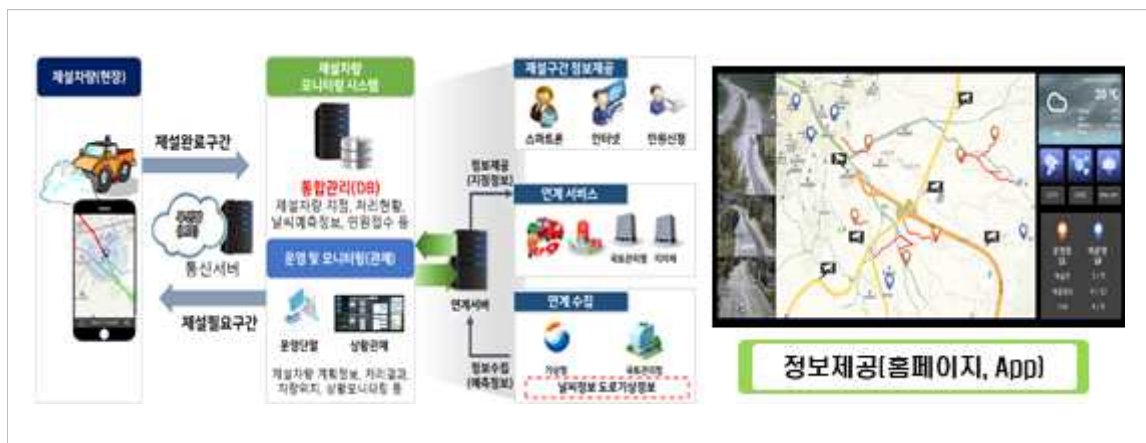 제설차량(현장)
제설완료구간
통신서버
제설필요구간
제설차량
모니터링 시스템
통합관리(DB)
제설차량 지점, 처리현황,
날씨예측정보, 민원접수 등
운영 및 모니터링(관제)
운영단말
상황관제
제설차량 계획정보, 처리결과,
차량위치, 상황모니터링 등
정보제공
(지점정보)
연계서버
정보수집
(예측정보)
제설구간 정보제공
스마트폰
인터넷
민원신청
연계 서비스
국토관리청
지자체
연계 수집
기상청
국토관리청
날씨정보 도로기상정보
20℃
정보제공(홈페이지, App)